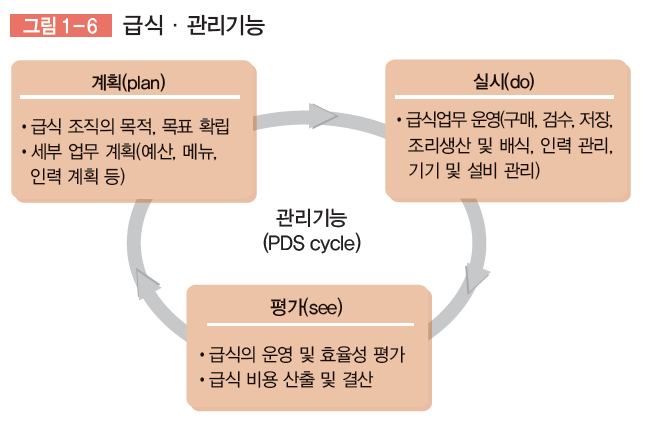 그림 1-6 급식 · 관리기능
계획(plan)
• 급식 조직의 목적, 목표 확립
• 세부 업무 계획(예산, 메뉴,
인력 계획 등)
실시(do)
• 급식업무 운영(구매, 검수, 저장,
조리생산 및 배식, 인력 관리,
기기 및 설비 관리)
관리기능
(PDS cycle)
평가(see)
• 급식의 운영 및 효율성 평가
• 급식 비용 산출 및 결산